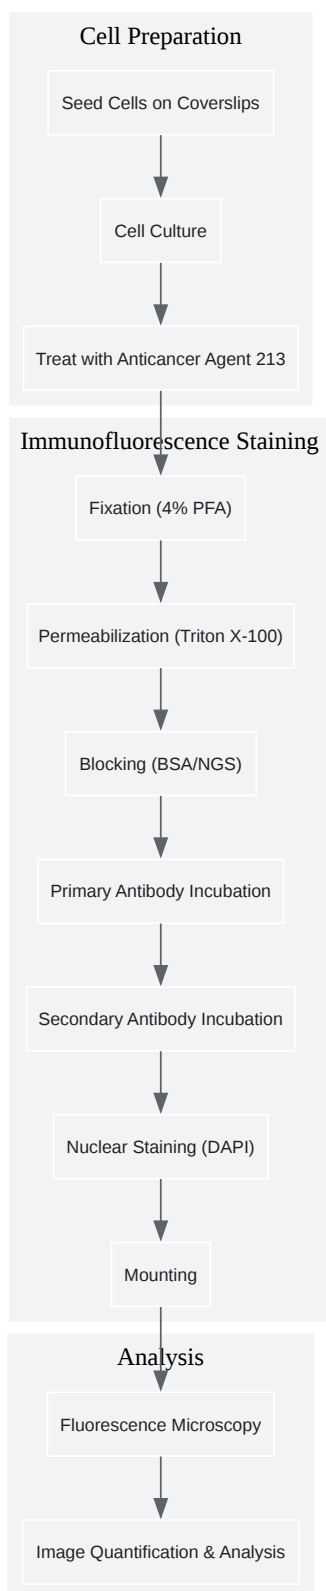 Cell Preparation
Seed Cells on Coverslips
Cell Culture
Treat with Anticancer Agent 213
Immunofluorescence Staining
Fixation (4% PFA)
Permeabilization (Triton X-100)
Blocking (BSA/NGS)
Primary Antibody Incubation
Secondary Antibody Incubation
Nuclear Staining (DAPI)
Mounting
Analysis
Fluorescence Microscopy
Image Quantification & Analysis